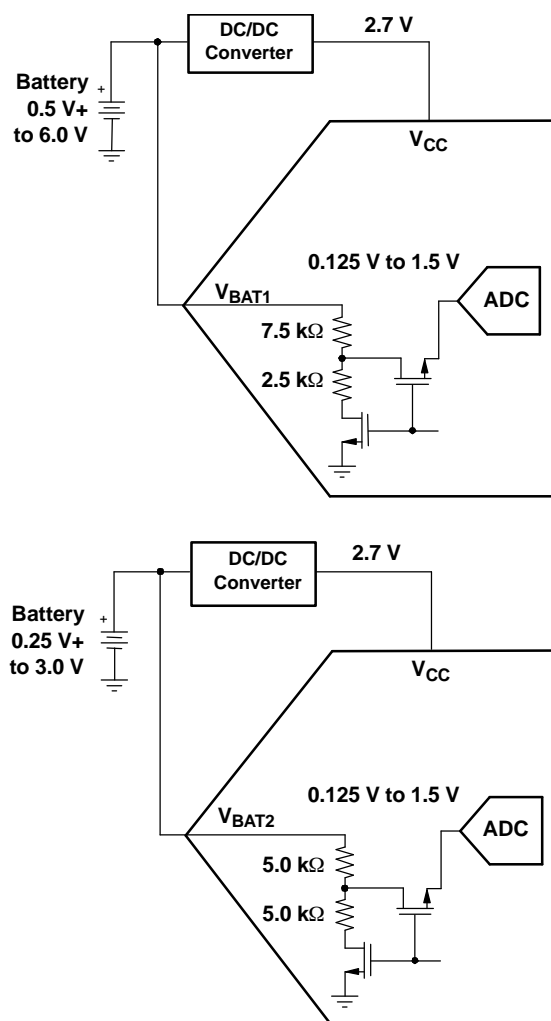 DC/DC
Converter
2.7 V
Battery
0.5 V+
to 6.0 V
+
VCC
0.125 V to 1.5 V
ADC
VBAT1
7.5 kΩ
2.5 kΩ
DC/DC
Converter
2.7 V
Battery
0.25 V+
to 3.0 V
+
VCC
0.125 V to 1.5 V
ADC
VBAT2
5.0 kΩ
5.0 kΩ